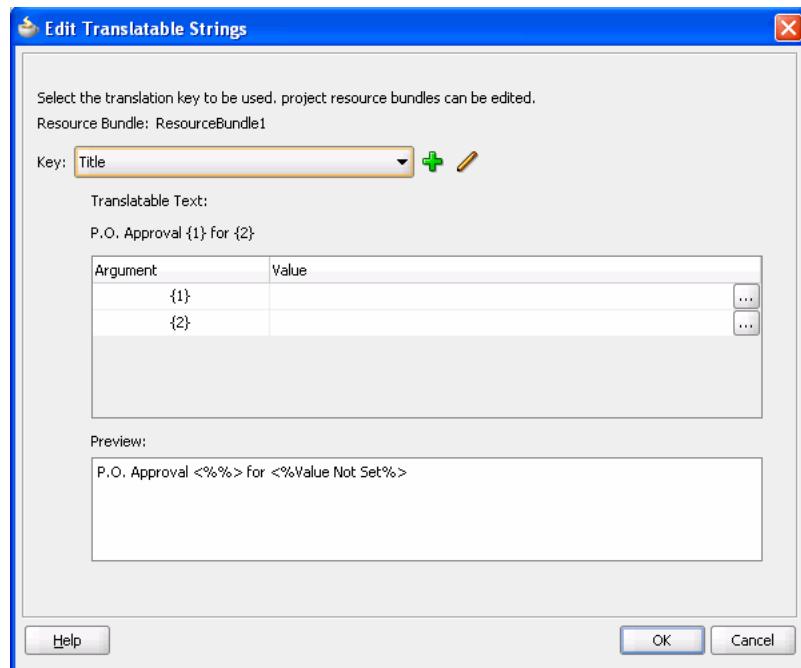 Edit Translatable Strings
Select the translation key to be used. project resource bundles can be edited.
Resource Bundle: ResourceBundle1
Key: Title
Translatable Text:
P.O. Approval {1} for {2}
Argument Value
{1} ...
{2} ...
Preview:
P.O. Approval <%%> for <%Value Not Set%>
Help OK Cancel